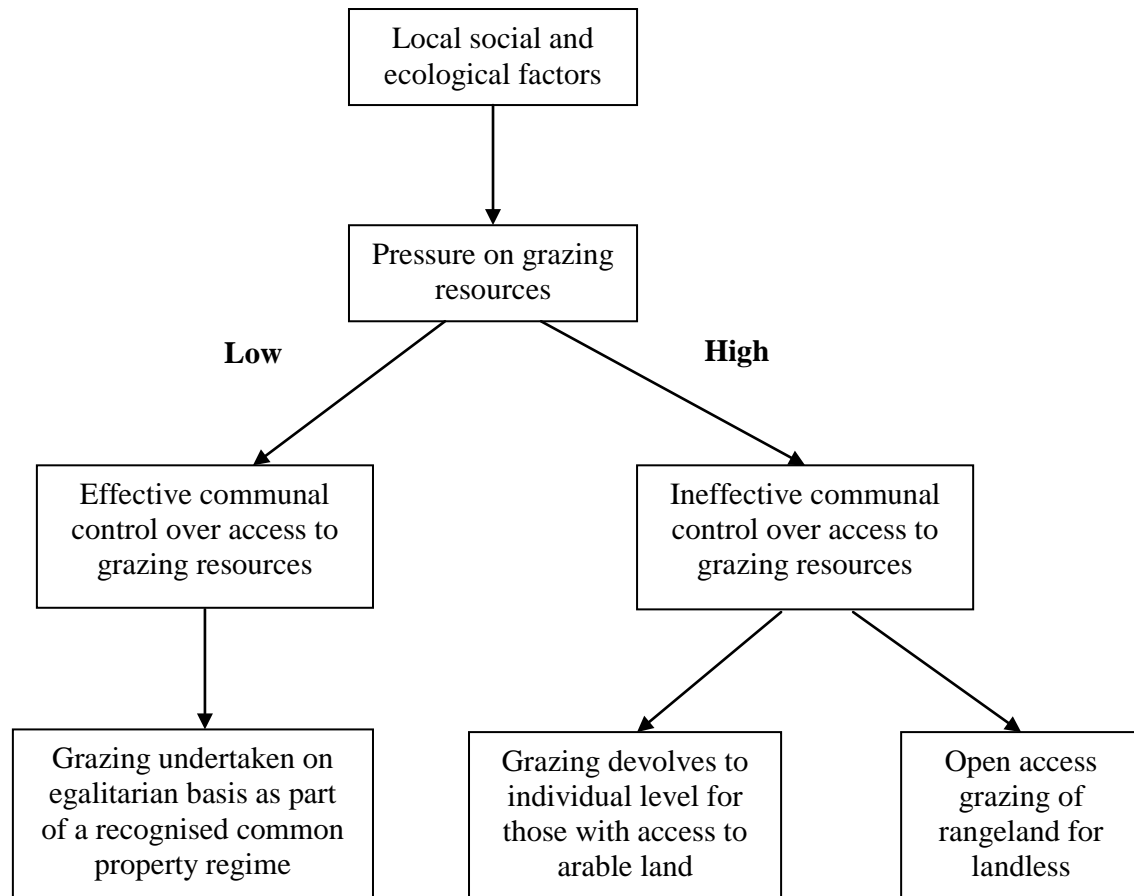 Local social and
ecological factors
Pressure on grazing
resources
Low
High
Effective communal
control over access to
grazing resources
Ineffective communal
control over access to
grazing resources
Grazing undertaken on
egalitarian basis as part
of a recognised common
property regime
Grazing devolves to
individual level for
those with access to
arable land
Open access
grazing of
rangeland for
landless